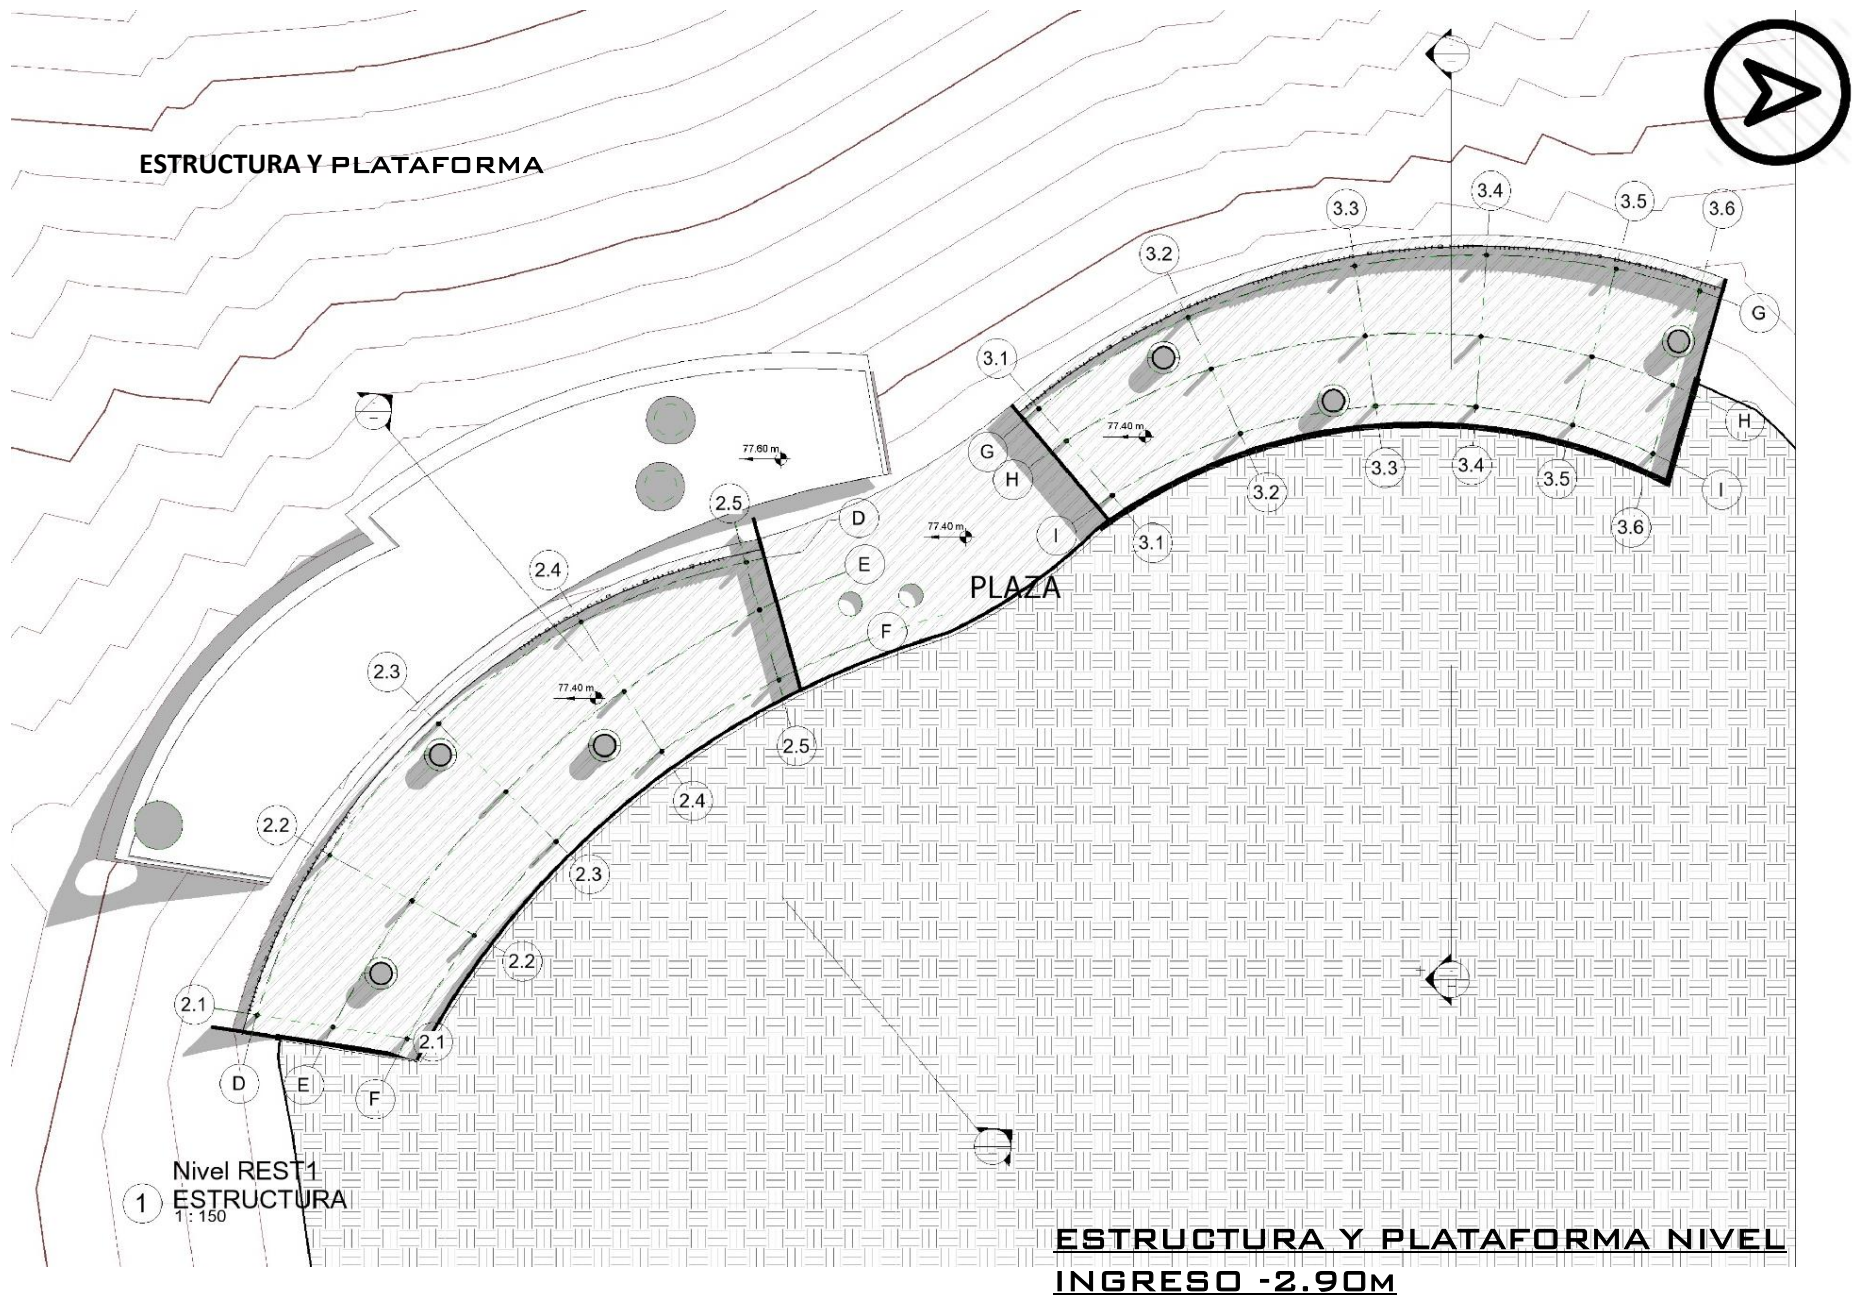 ESTRUCTURA Y PLATAFORMA
3.4
3.5
3.3
3.6
3.2
G
3.1
77.60 m
77.40 m
H
G
H
3.3
3.4
3.5
3.2
I
2.5
D
3.6
77.40 m
I
3.1
E
2.4
PLAZA
F
2.3
77.40 m
2.5
2.4
2.2
2.3
2.2
2.1
2.1
D
E
F
Nivel REST1
1
ESTRUCTURA
1 : 150
ESTRUCTURA Y PLATAFORMA NIVEL
INGRESO -2.90M